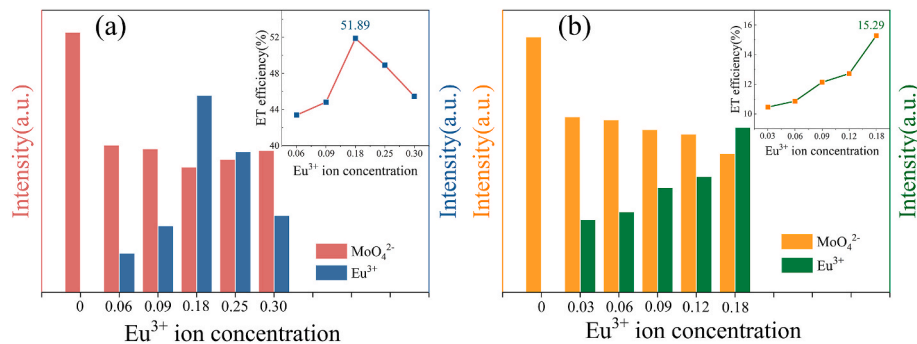 (a)
Intensity(a.u.)
51.89
ET efficiency(%)
52
48
44
40
0.06 0.09 0.18 0.25 0.30
Eu³⁺ ion concentration
MoO₄²⁻
Eu³⁺
0 0.06 0.09 0.18 0.25 0.30
Eu³⁺ ion concentration
Intensity(a.u.)
(b)
Intensity(a.u.)
15.29
ET efficiency(%)
16
14
12
10
0.03 0.06 0.09 0.12 0.18
Eu³⁺ ion concentration
MoO₄²⁻
Eu³⁺
0 0.03 0.06 0.09 0.12 0.18
Eu³⁺ ion concentration
Intensity(a.u.)